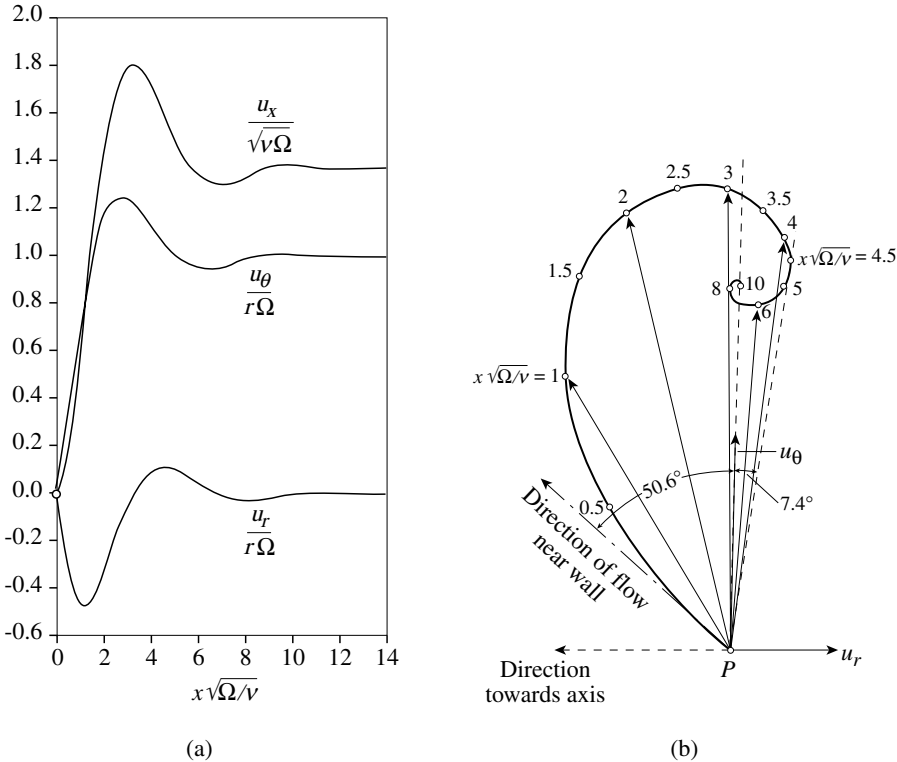 2.0
1.8
1.6
1.4
1.2
1.0
0.8
0.6
0.4
0.2
0.0
-0.2
-0.4
-0.6
0 2 4 6 8 10 12 14
x√Ω/ν
u_x
√νΩ
u_θ
rΩ
u_r
rΩ
(a)
2.5
3
2
3.5
4
x√Ω/ν = 4.5
1.5
8
10
5
6
x√Ω/ν = 1
u_θ
50.6°
7.4°
0.5
Direction of flow
near wall
u_r
P
Direction
towards axis
(b)